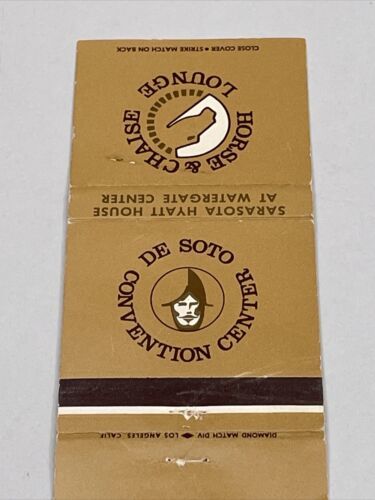 CLOSE COVER • STRIKE MATCH ON BACK
HORSE & CHAISE
LOUNGE
SARASOTA HYATT HOUSE
AT WATERGATE CENTER
DE SOTO
CONVENTION CENTER
DIAMOND MATCH DIV. ◆◆ LOS ANGELES, CALIF.